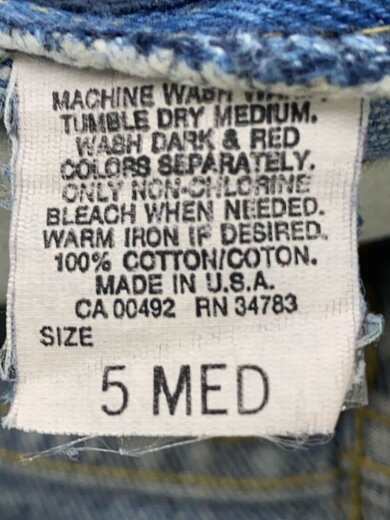 MACHINE WASH WARM.
TUMBLE DRY MEDIUM.
WASH DARK & RED
COLORS SEPARATELY.
ONLY NON-CHLORINE
BLEACH WHEN NEEDED.
WARM IRON IF DESIRED.
100% COTTON/COTON.
MADE IN U.S.A.
CA 00492 RN 34783
SIZE
5 MED